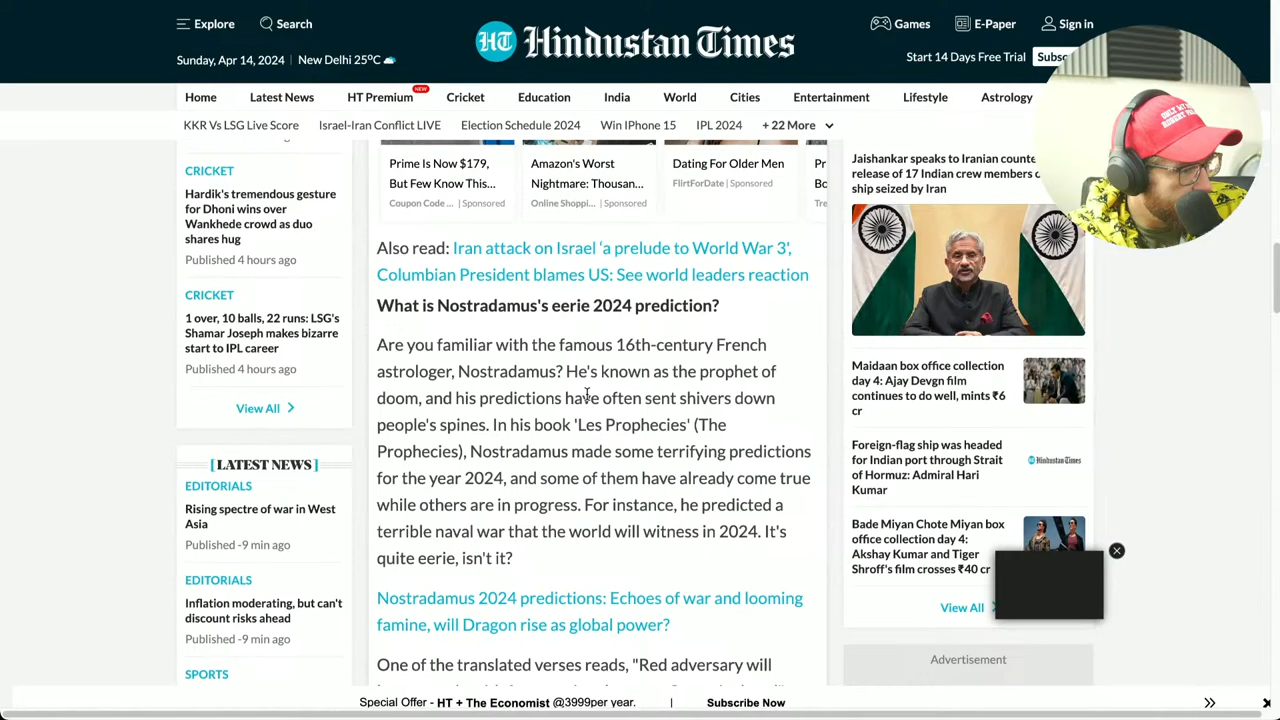 Explore
Search
HT Hindustan Times
Games
E-Paper
Sign in
Sunday, Apr 14, 2024 | New Delhi 25°C
Start 14 Days Free Trial
Home
Latest News
HT Premium
NEW
Cricket
Education
India
World
Cities
Entertainment
Lifestyle
Astrology
KKR Vs LSG Live Score
Israel-Iran Conflict LIVE
Election Schedule 2024
Win IPhone 15
IPL 2024
+ 22 More
CRICKET
Hardik's tremendous gesture
for Dhoni wins over
Wankhede crowd as duo
shares hug
Published 4 hours ago
CRICKET
1 over, 10 balls, 22 runs: LSG's
Shamar Joseph makes bizarre
start to IPL career
Published 4 hours ago
View All
[ LATEST NEWS ]
EDITORIALS
Rising spectre of war in West
Asia
Published -9 min ago
EDITORIALS
Inflation moderating, but can't
discount risks ahead
Published -9 min ago
SPORTS
Prime Is Now $179,
But Few Know This...
Coupon Code ... | Sponsored
Amazon's Worst
Nightmare: Thousan...
Online Shoppi... | Sponsored
Dating For Older Men
FlirtForDate | Sponsored
Also read: Iran attack on Israel ‘a prelude to World War 3’,
Columbian President blames US: See world leaders reaction
What is Nostradamus's eerie 2024 prediction?
Are you familiar with the famous 16th-century French
astrologer, Nostradamus? He's known as the prophet of
doom, and his predictions have often sent shivers down
people's spines. In his book 'Les Prophecies' (The
Prophecies), Nostradamus made some terrifying predictions
for the year 2024, and some of them have already come true
while others are in progress. For instance, he predicted a
terrible naval war that the world will witness in 2024. It's
quite eerie, isn't it?
Nostradamus 2024 predictions: Echoes of war and looming
famine, will Dragon rise as global power?
One of the translated verses reads, "Red adversary will
Jaishankar speaks to Iranian
release of 17 Indian crew members
ship seized by Iran
Maidaan box office collection
day 4: Ajay Devgn film
continues to do well, mints ₹6
cr
Foreign-flag ship was headed
for Indian port through Strait
of Hormuz: Admiral Hari
Kumar
Hindustan Times
Bade Miyan Chote Miyan box
office collection day 4:
Akshay Kumar and Tiger
Shroff's film crosses ₹40 cr
View All
Advertisement
Special Offer - HT + The Economist @3999per year. | Subscribe Now